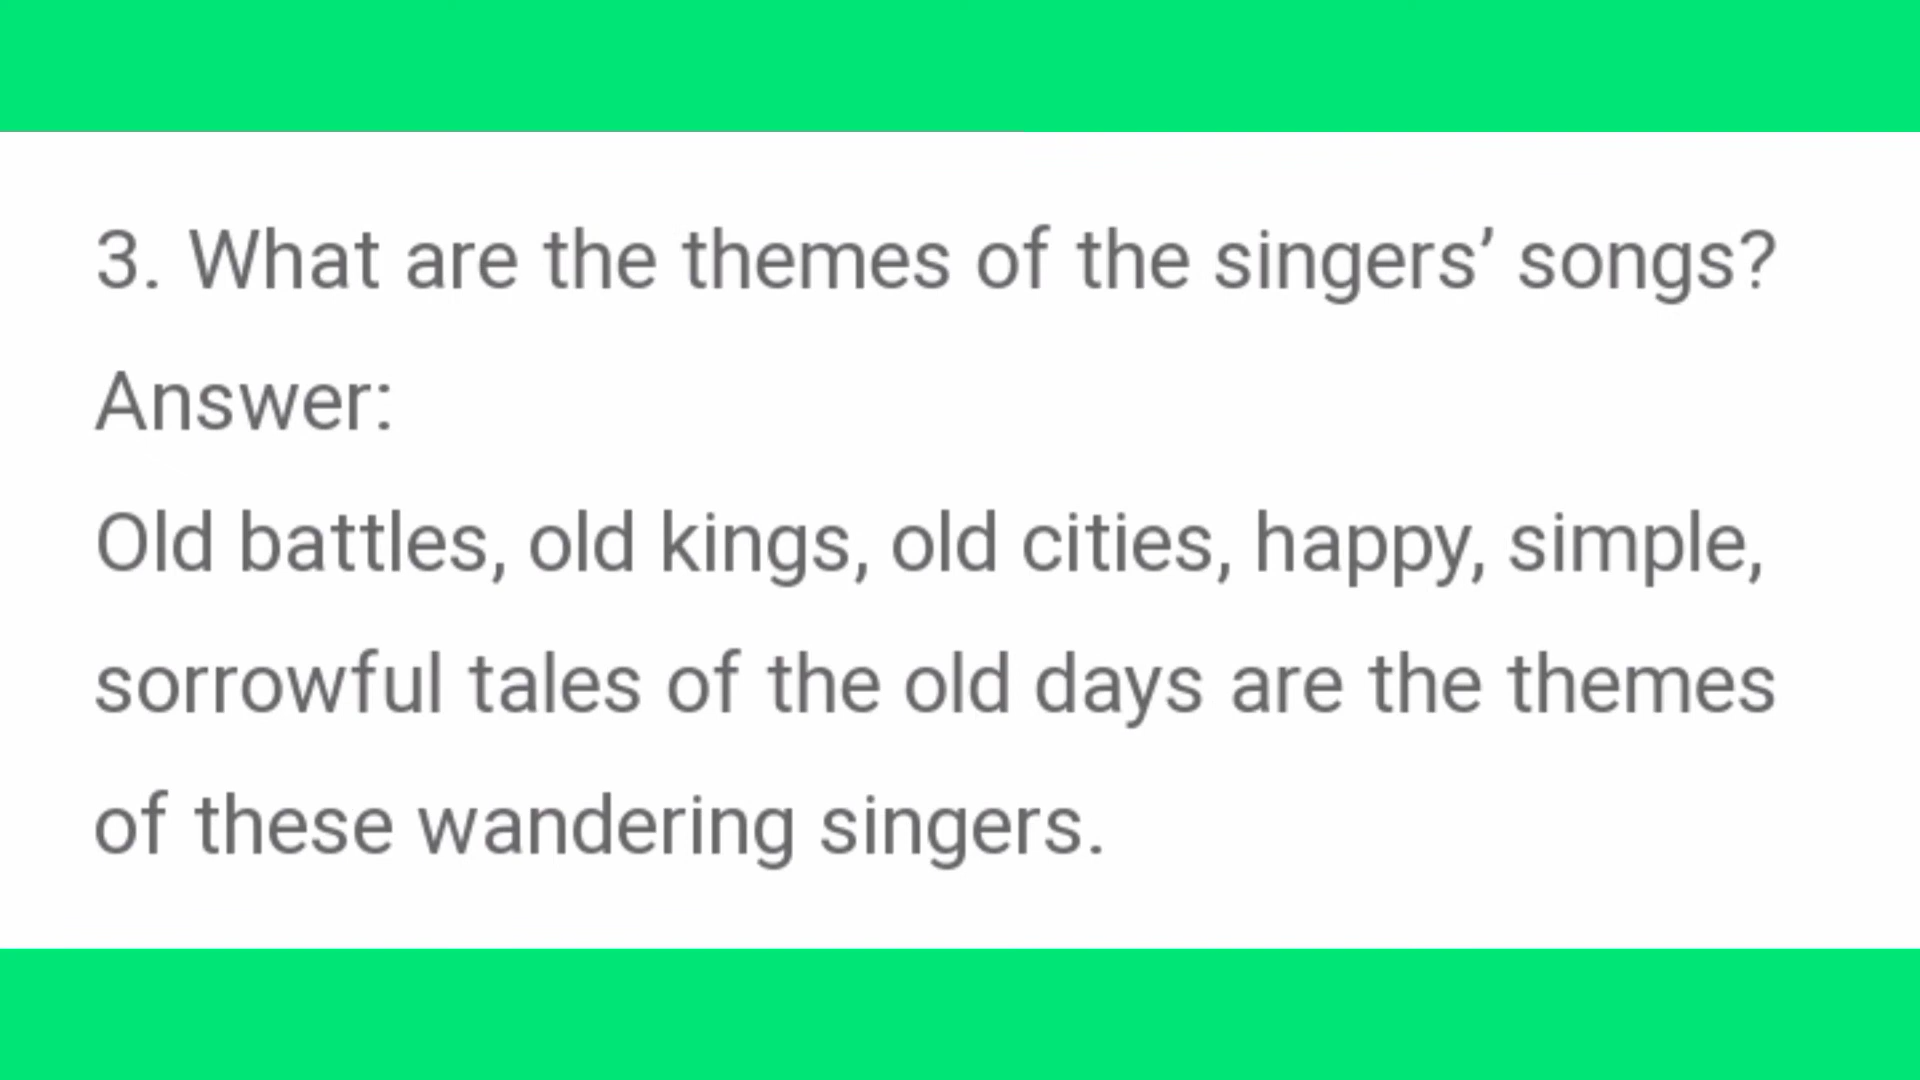 3. What are the themes of the singers’ songs?
Answer:
Old battles, old kings, old cities, happy, simple,
sorrowful tales of the old days are the themes
of these wandering singers.